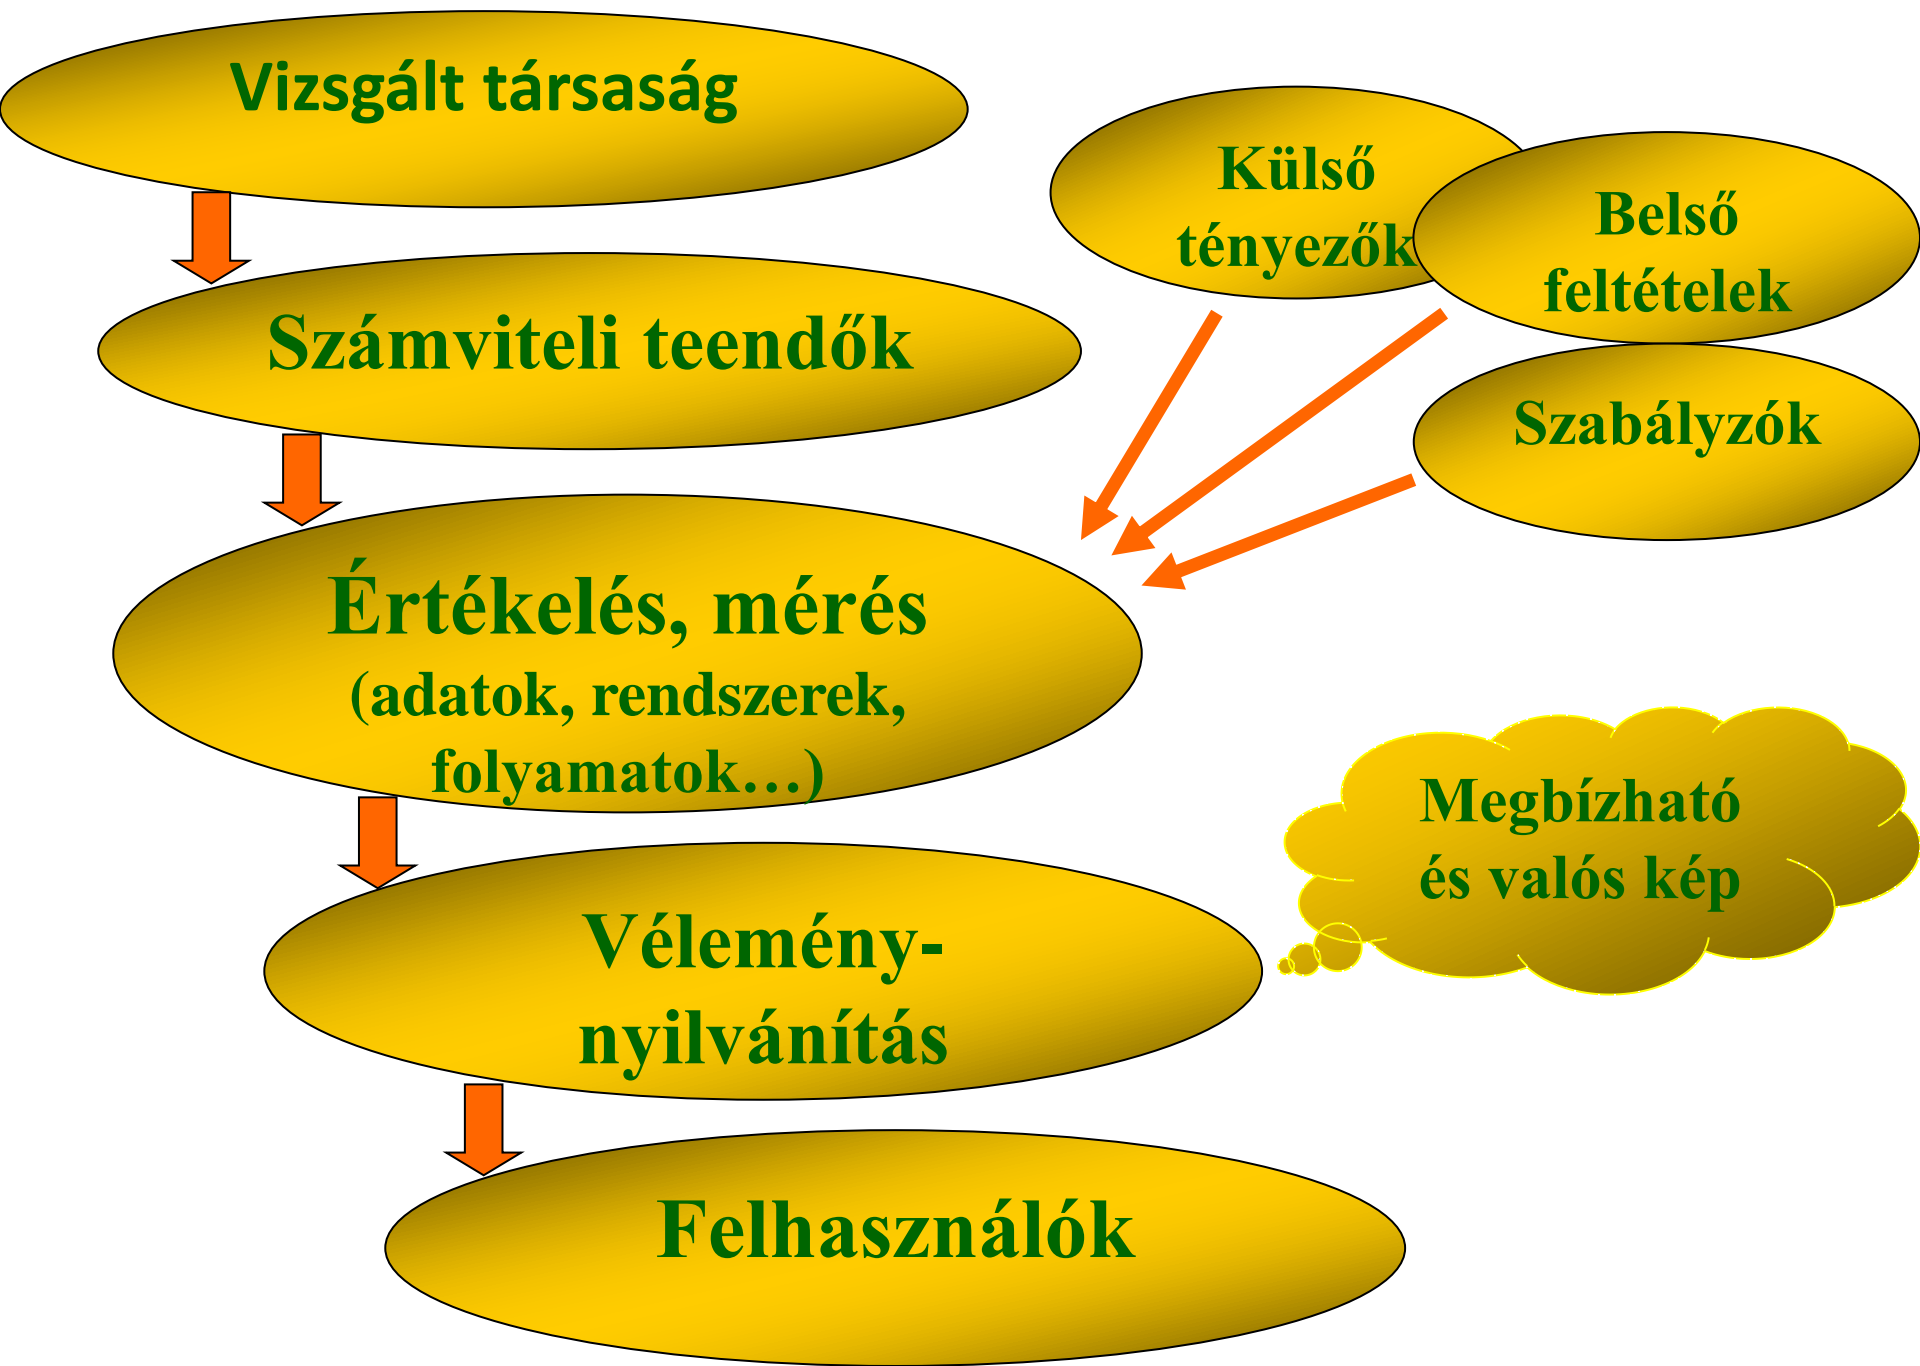 Vizsgált társaság
Külső
tényezők
Belső
feltételek
Számviteli teendők
Szabályzók
Értékelés, mérés
(adatok, rendszerek,
folyamatok…)
Megbízható
és valós kép
Vélemény-
nyilvánítás
Felhasználók